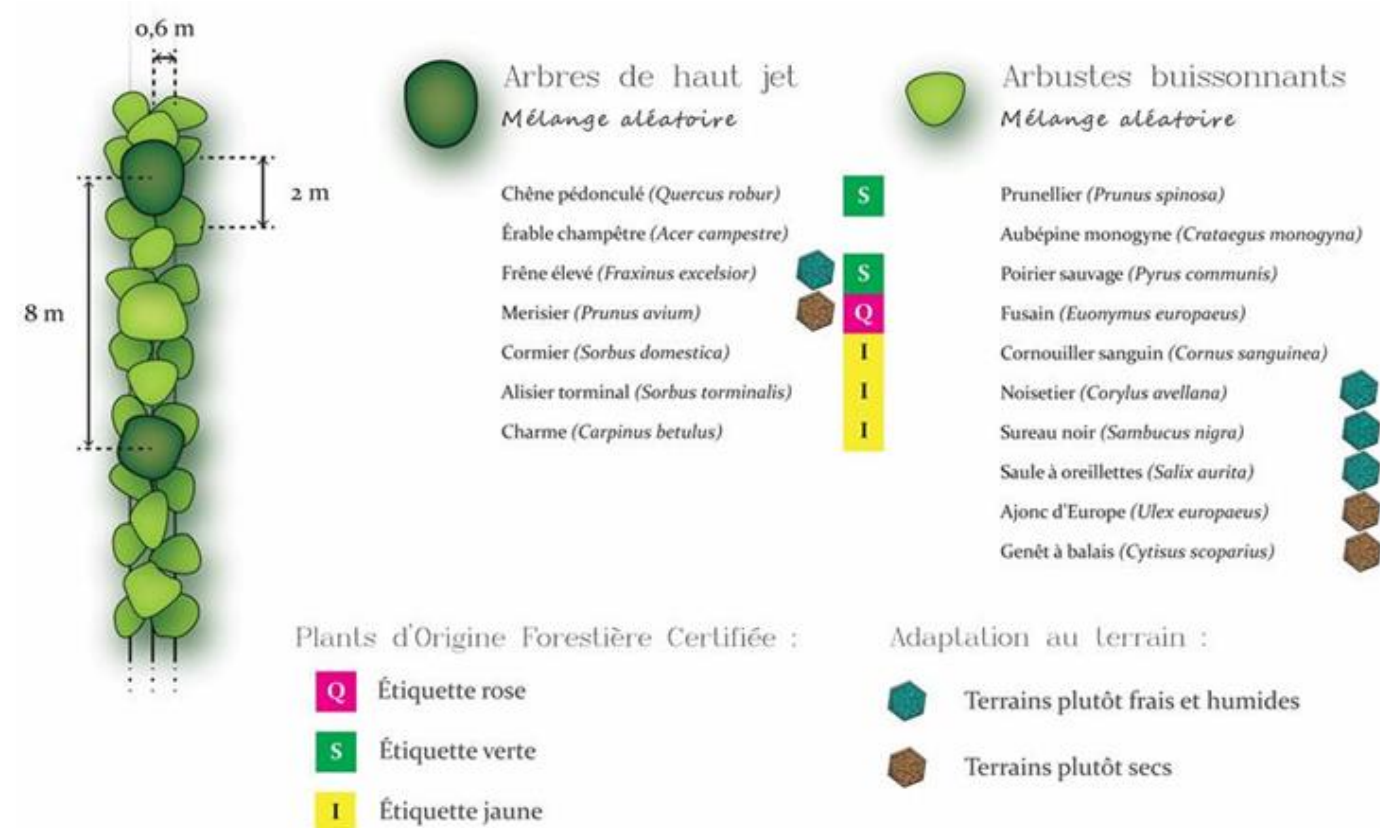 0,6 m
2 m
8 m
Arbres de haut jet
Mélange aléatoire
Chêne pédonculé (Quercus robur) S
Érable champêtre (Acer campestre)
Frêne élevé (Fraxinus excelsior) S
Merisier (Prunus avium) Q
Cormier (Sorbus domestica) I
Alisier torminal (Sorbus torminalis) I
Charme (Carpinus betulus) I
Arbustes buissonnants
Mélange aléatoire
Prunellier (Prunus spinosa)
Aubépine monogyne (Crataegus monogyna)
Poirier sauvage (Pyrus communis)
Fusain (Euonymus europaeus)
Cornouiller sanguin (Cornus sanguinea)
Noisetier (Corylus avellana)
Sureau noir (Sambucus nigra)
Saule à oreillettes (Salix aurita)
Ajonc d'Europe (Ulex europaeus)
Genêt à balais (Cytisus scoparius)
Plants d'Origine Forestière Certifiée :
Q Étiquette rose
S Étiquette verte
I Étiquette jaune
Adaptation au terrain :
Terrains plutôt frais et humides
Terrains plutôt secs